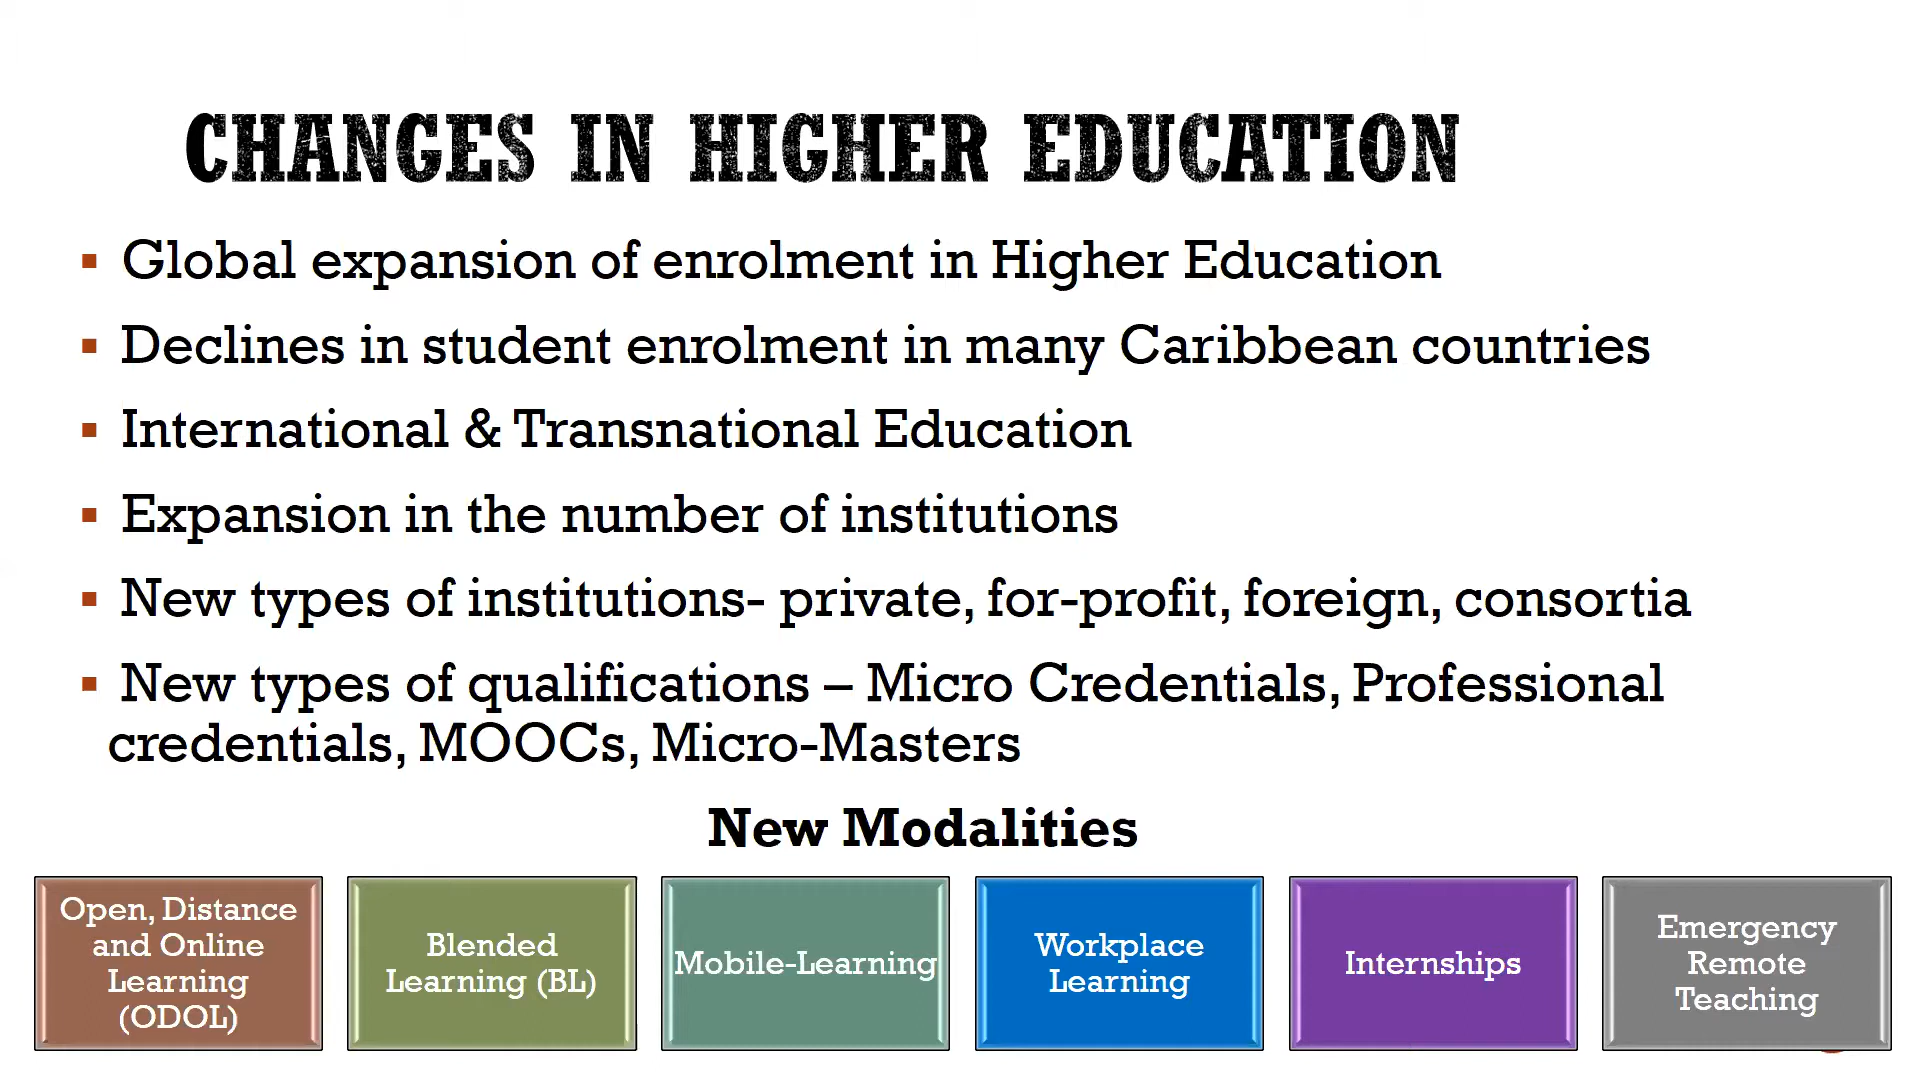 CHANGES IN HIGHER EDUCATION
▪ Global expansion of enrolment in Higher Education
▪ Declines in student enrolment in many Caribbean countries
▪ International & Transnational Education
▪ Expansion in the number of institutions
▪ New types of institutions- private, for-profit, foreign, consortia
▪ New types of qualifications – Micro Credentials, Professional
credentials, MOOCs, Micro-Masters
New Modalities
Open, Distance
and Online
Learning
(ODOL)
Blended
Learning (BL)
Mobile-Learning
Workplace
Learning
Internships
Emergency
Remote
Teaching